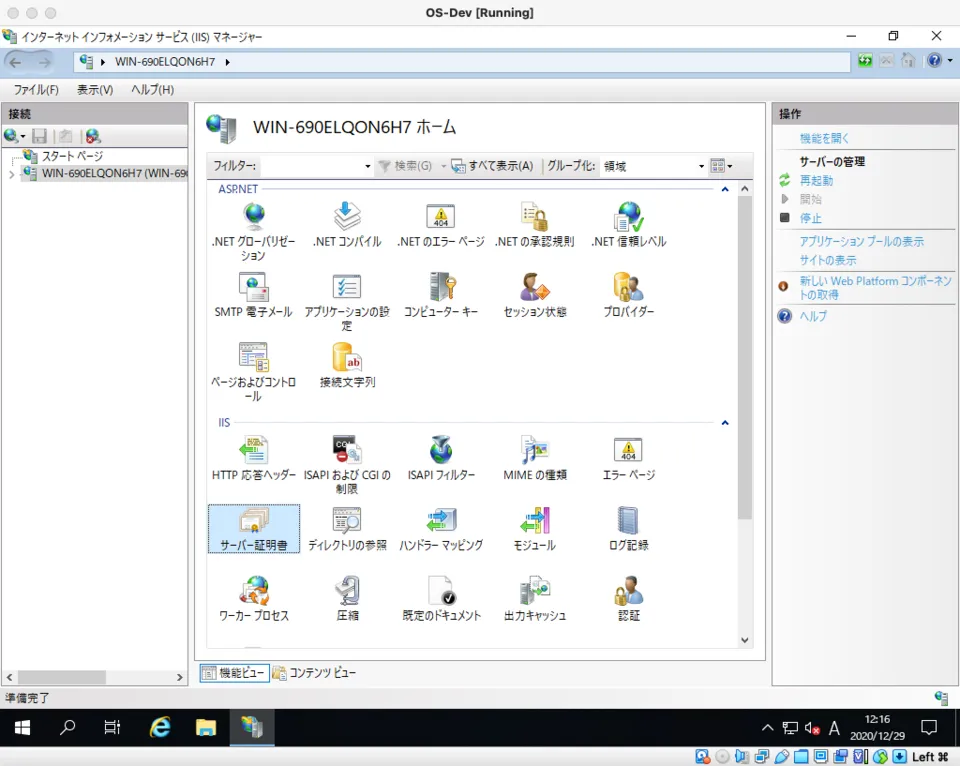 OS-Dev [Running]
インターネット インフォメーション サービス (IIS) マネージャー
WIN-690ELQON6H7
ファイル(F) 表示(V) ヘルプ(H)
接続
スタート ページ
WIN-690ELQON6H7 (WIN-690
WIN-690ELQON6H7 ホーム
フィルター: 検索(G) すべて表示(A) グループ化: 領域
ASP.NET
.NET グローバリゼーション
.NET コンパイル
.NET のエラー ページ
.NET の承認規則
.NET 信頼レベル
SMTP 電子メール
アプリケーションの設定
コンピューター キー
セッション状態
プロバイダー
ページおよびコントロール
接続文字列
IIS
HTTP 応答ヘッダー
ISAPI および CGI の制限
ISAPI フィルター
MIME の種類
エラー ページ
サーバー証明書
ディレクトリの参照
ハンドラー マッピング
モジュール
ログ記録
ワーカー プロセス
圧縮
既定のドキュメント
出力キャッシュ
認証
機能ビュー コンテンツ ビュー
操作
機能を開く
サーバーの管理
再起動
開始
停止
アプリケーション プールの表示
サイトの表示
新しい Web Platform コンポーネン
トの取得
ヘルプ
準備完了
A
12:16
2020/12/29
Left ⌘